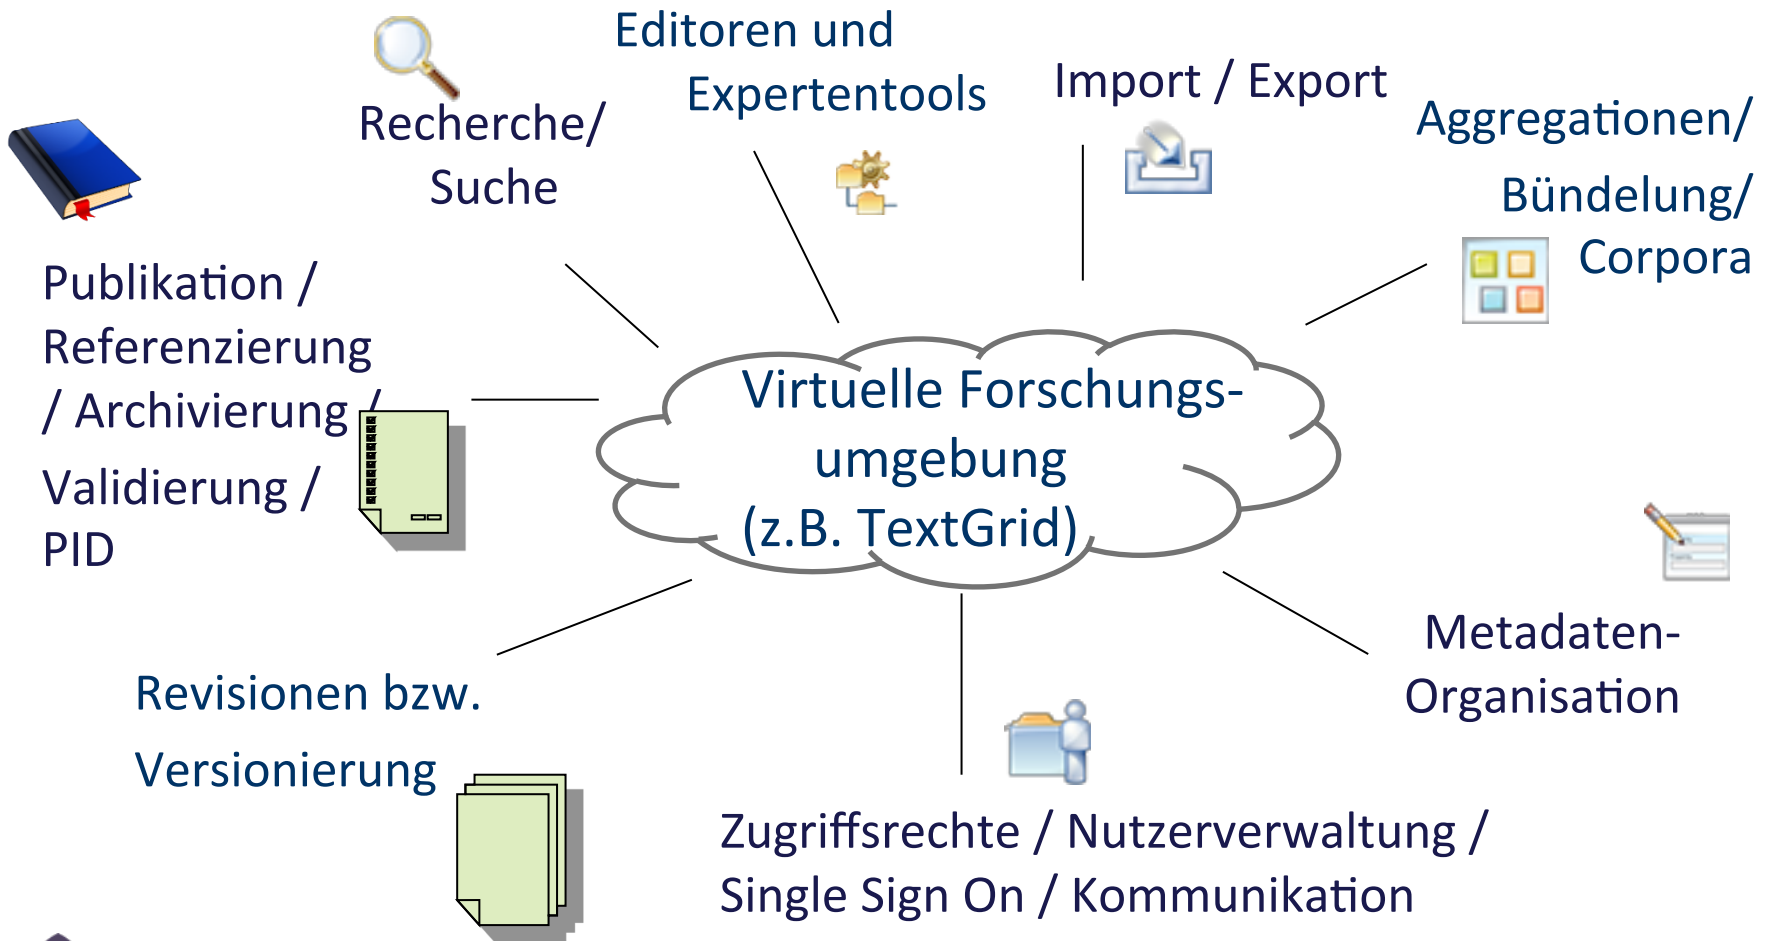 Editoren und
Expertentools
Import / Export
Recherche/
Suche
Aggregationen/
Bündelung/
Corpora
Publikation /
Referenzierung
/ Archivierung /
Validierung /
PID
Virtuelle Forschungs-
umgebung
(z.B. TextGrid)
Metadaten-
Organisation
Revisionen bzw.
Versionierung
Zugriffsrechte / Nutzerverwaltung /
Single Sign On / Kommunikation